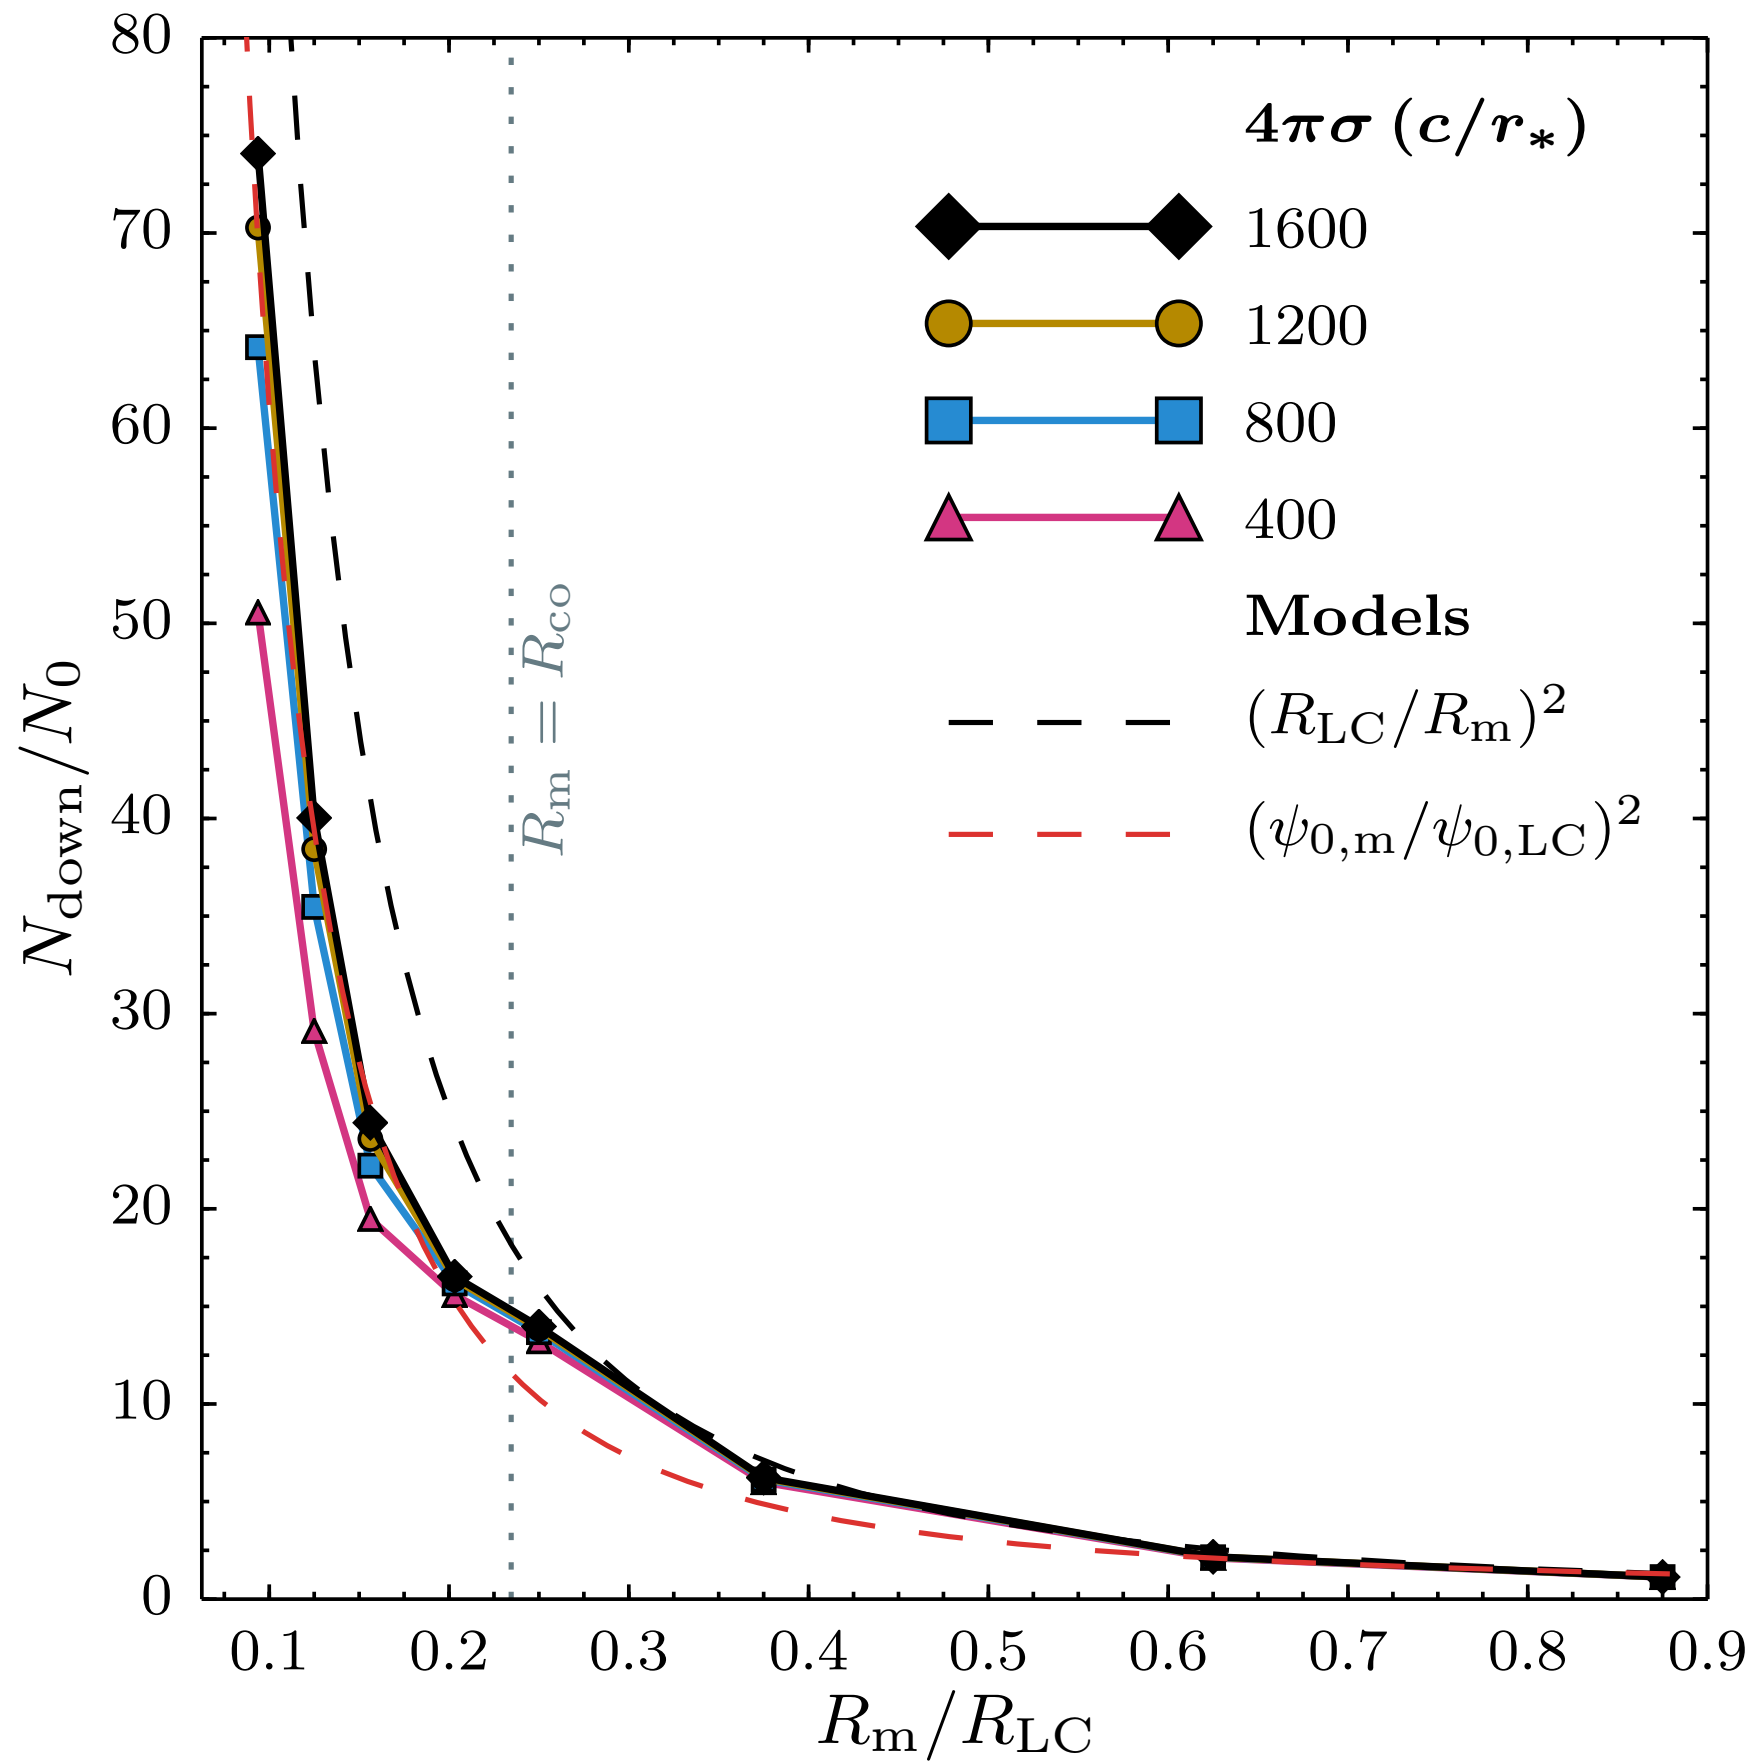 80
70
60
50
40
30
20
10
0
N_down/N_0
4πσ (c/r_*)
1600
1200
800
400
Models
(R_LC/R_m)^2
(ψ_0,m/ψ_0,LC)^2
R_m = R_co
0.1 0.2 0.3 0.4 0.5 0.6 0.7 0.8 0.9
R_m/R_LC